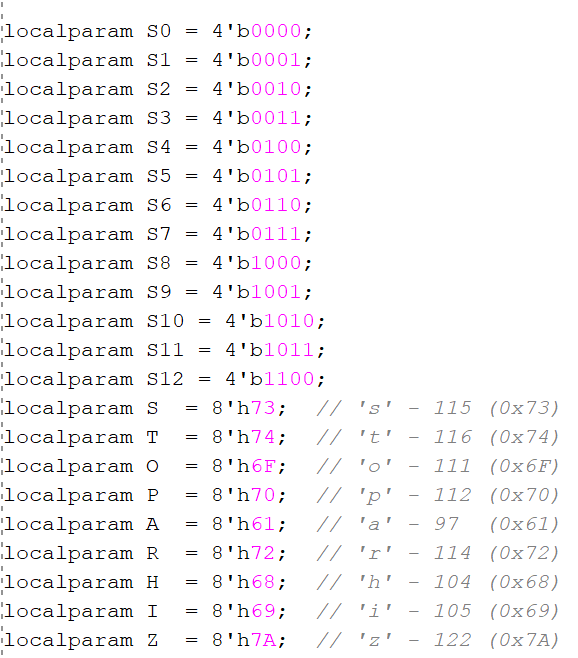 localparam S0 = 4'b0000;
localparam S1 = 4'b0001;
localparam S2 = 4'b0010;
localparam S3 = 4'b0011;
localparam S4 = 4'b0100;
localparam S5 = 4'b0101;
localparam S6 = 4'b0110;
localparam S7 = 4'b0111;
localparam S8 = 4'b1000;
localparam S9 = 4'b1001;
localparam S10 = 4'b1010;
localparam S11 = 4'b1011;
localparam S12 = 4'b1100;
localparam S  = 8'h73;  // 's' - 115 (0x73)
localparam T  = 8'h74;  // 't' - 116 (0x74)
localparam O  = 8'h6F;  // 'o' - 111 (0x6F)
localparam P  = 8'h70;  // 'p' - 112 (0x70)
localparam A  = 8'h61;  // 'a' - 97  (0x61)
localparam R  = 8'h72;  // 'r' - 114 (0x72)
localparam H  = 8'h68;  // 'h' - 104 (0x68)
localparam I  = 8'h69;  // 'i' - 105 (0x69)
localparam Z  = 8'h7A;  // 'z' - 122 (0x7A)